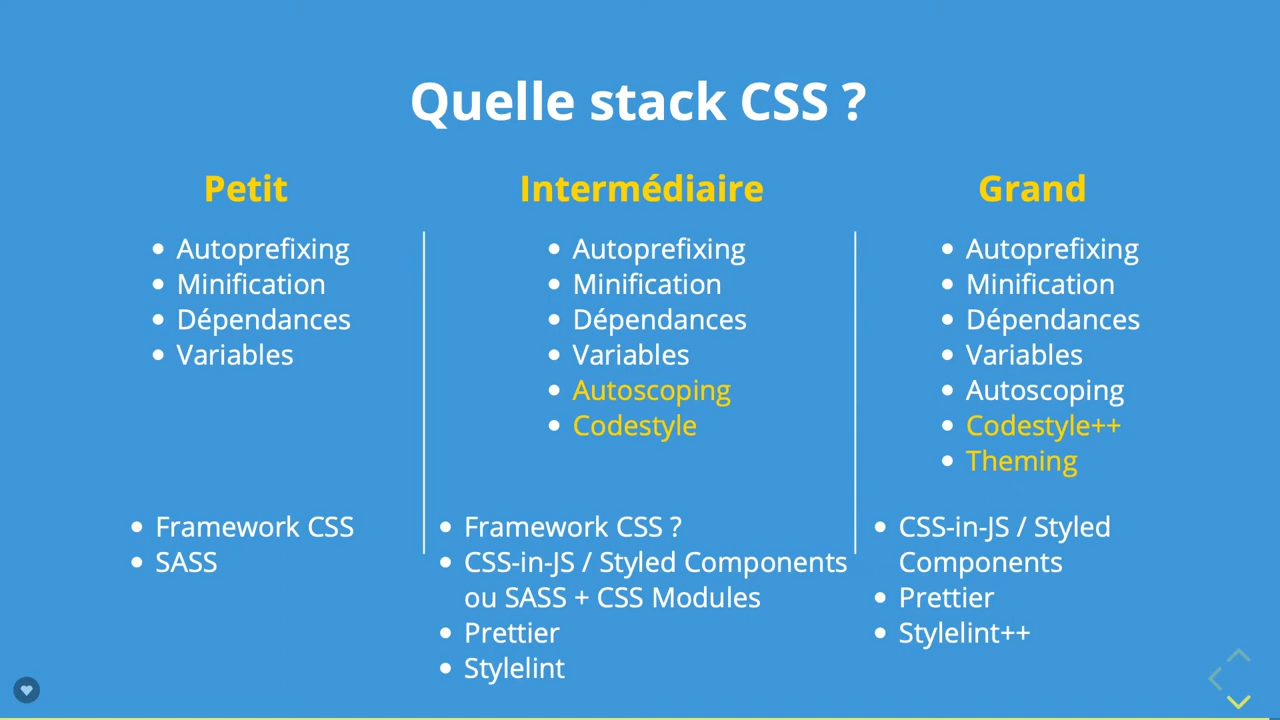 Quelle stack CSS ?
Petit
Autoprefixing
Minification
Dépendances
Variables
Framework CSS
SASS
Intermédiaire
Autoprefixing
Minification
Dépendances
Variables
Autoscoping
Codestyle
Framework CSS ?
CSS-in-JS / Styled Components
ou SASS + CSS Modules
Prettier
Stylelint
Grand
Autoprefixing
Minification
Dépendances
Variables
Autoscoping
Codestyle++
Theming
CSS-in-JS / Styled
Components
Prettier
Stylelint++